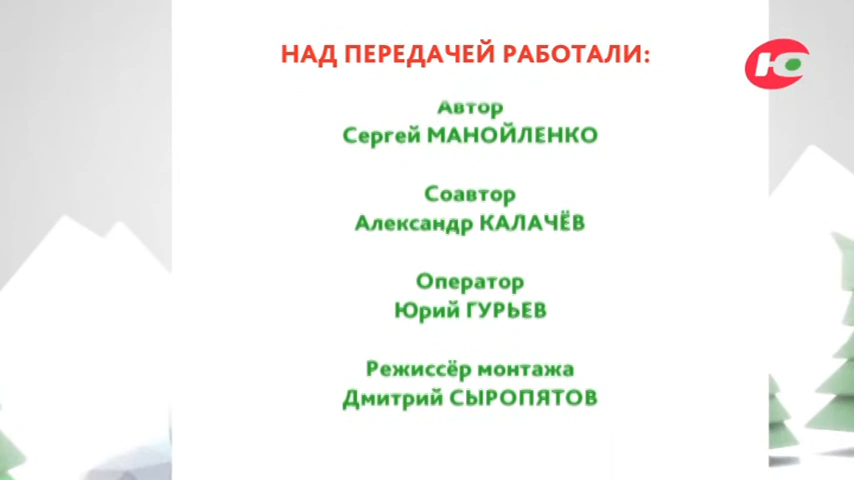 НАД ПЕРЕДАЧЕЙ РАБОТАЛИ:
Ю
Автор
Сергей МАНОЙЛЕНКО
Соавтор
Александр КАЛАЧЁВ
Оператор
Юрий ГУРЬЕВ
Режиссёр монтажа
Дмитрий СЫРОПЯТОВ